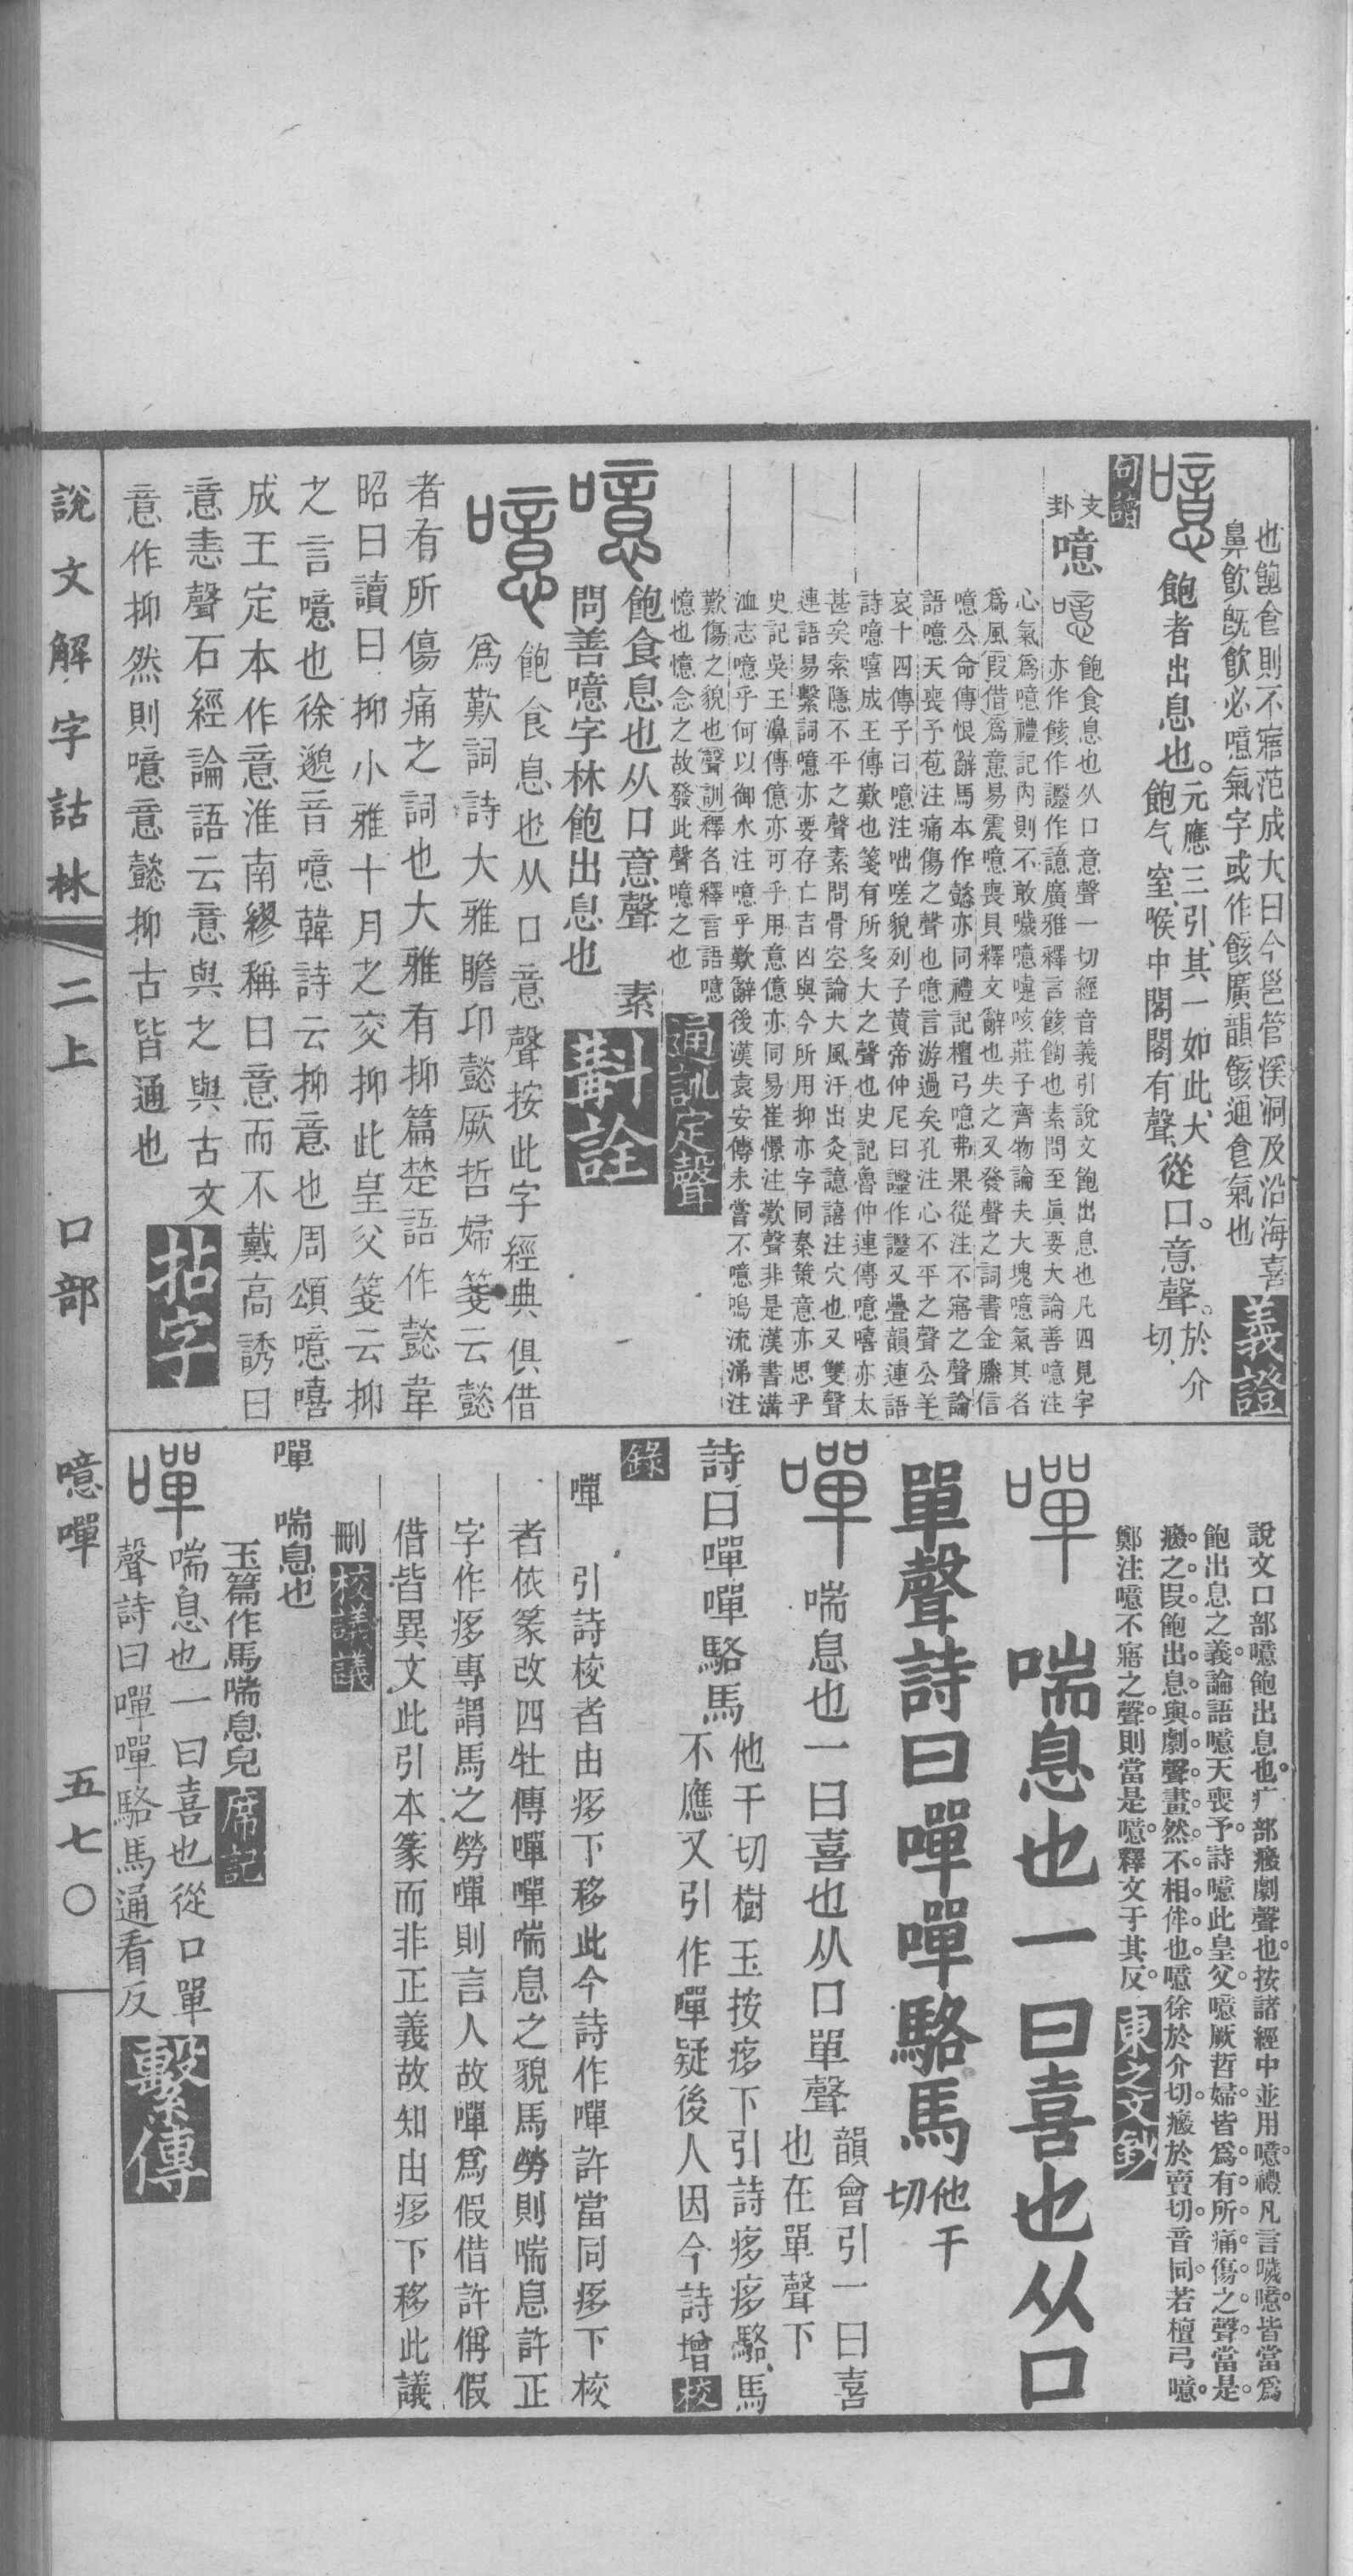 也飽食則不寤范成大曰今邕管溪洞及沿海喜
鼻飲旣飲必噫氣字或作餩廣韻餩通食氣也
義證
噫 飽者出息也。元應三引、其一如此、大徐作飽食息也
飽气窒、喉中閣閣有聲、從口。意聲。於介切、
句讀
支
卦
噫
飽食息也从口意聲一切經音義引說文飽出息也凡四見字
亦作餩作譩作譩廣雅釋言餩餲也素問至眞要大論善噫注
心氣爲噫禮記內則不敢噦噫嚏咳莊子齊物論夫大塊噫氣其名
爲風假借爲意易震噫喪貝釋文辭也失之又發聲之詞書金縢信
噫公命傳恨辭馬本作懿亦同禮記檀弓噫弗果從注不寤之聲論
語噫天喪予苞注痛傷之聲也噫言游過矣孔注心不平之聲公羊
哀十四傳子曰噫注咄嗟貌列子黃帝仲尼曰譩作譩又疊韻連語
詩噫嘻成王傳歎也箋有所多大之聲也史記魯仲連傳噫嘻亦太
甚矣索隱不平之聲素問骨空論大風汗出灸譩譆注穴也又雙聲
連語易繫詞噫亦要存亡吉凶與今所用抑亦字同秦策意亦思乎
史記吳王濞傳億亦可乎用意億亦同易崔憬注歎聲非是漢書溝
洫志噫乎何以御水注噫乎歎辭後漢袁安傳未嘗不噫嗚流涕注
歎傷之貌也聲訓釋名釋言語噫
憶也憶念之故發此聲噫之也
通訓定聲
噫 飽食息也从口意聲 素
問善噫字林飽出息也
斠詮
噫 飽食息也从口意聲按此字經典俱借
爲歎詞詩大雅瞻卬懿厥哲婦箋云懿
者有所傷痛之詞也大雅有抑篇楚語作懿韋
昭曰讀曰抑小雅十月之交抑此皇父箋云抑
之言噫也徐邈音噫韓詩云抑意也周頌噫嘻
成王定本作意淮南繆稱曰意而不戴高誘曰
意恚聲石經論語云意與之與古文
意作抑然則噫意懿抑古皆通也
拈字
說文口部噫飽出息也疒部㿇劇聲也按諸經中並用噫禮凡言噦噫皆當爲
飽出息之義論語噫天喪予詩噫此皇父噫厥哲婦皆爲有所痛傷之聲當是
㿇之叚飽出息與劇聲畫然不相侔也噫徐於介切㿇於賣切音同若檀弓噫
鄭注噫不寤之聲則當是噫釋文于其反
東之文鈔
嘽 喘息也一曰喜也从口
單聲詩曰嘽嘽駱馬 他干切
嘽 喘息也一曰喜也从口單聲 韻會引一曰喜也在單聲下
詩曰嘽嘽駱馬 他干切樹玉按痑下引詩痑痑駱馬
不應又引作嘽疑後人因今詩增
校錄
嘽 引詩校者由痑下移此今詩作嘽許當同痑下校
者依篆改四牡傳嘽嘽喘息之貌馬勞則喘息許正
字作痑專謂馬之勞嘽則言人故嘽爲假借許偁假
借皆異文此引本篆而非正義故知由痑下移此議
刪
校議議
嘽 喘息也
玉篇作馬喘息皃
席記
嘽 喘息也一曰喜也從口單
聲詩曰嘽嘽駱馬通看反
繫傳
說文解字詁林 二上 口部 噫嘽 五七〇